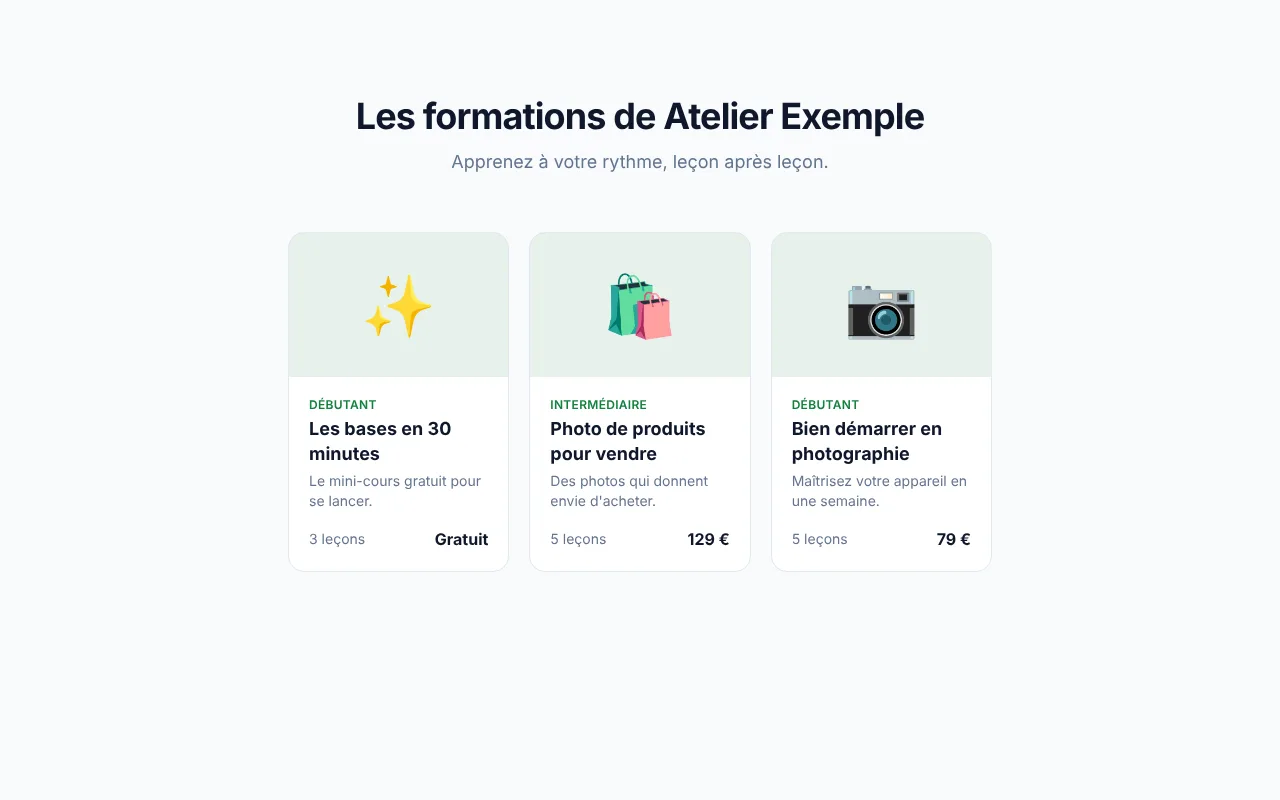 Les formations de Atelier Exemple
Apprenez à votre rythme, leçon après leçon.
DÉBUTANT
Les bases en 30
minutes
Le mini-cours gratuit pour
se lancer.
3 leçons
Gratuit
INTERMÉDIAIRE
Photo de produits
pour vendre
Des photos qui donnent
envie d'acheter.
5 leçons
129 €
DÉBUTANT
Bien démarrer en
photographie
Maîtrisez votre appareil en
une semaine.
5 leçons
79 €